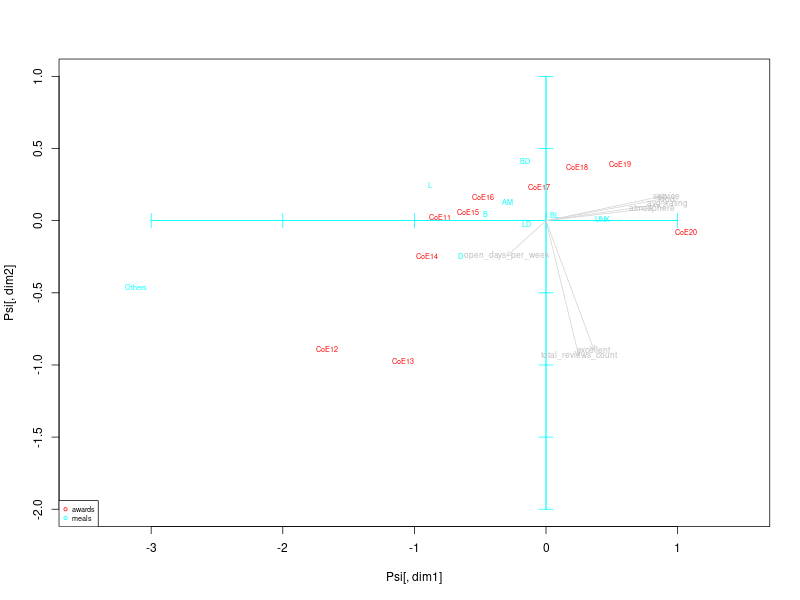 1.0
0.5
0.0
-0.5
-1.0
-1.5
-2.0
Psi[, dim2]
BD
CoE18
CoE19
L
CoE17
CoE16
AM
service
avg_rating
atmosphere
CoE11
CoE15
B
LD
UNK
CoE20
CoE14
D
open_days_per_week
Others
CoE12
CoE13
excellent
total_reviews_count
awards
meals
-3
-2
-1
0
1
Psi[, dim1]